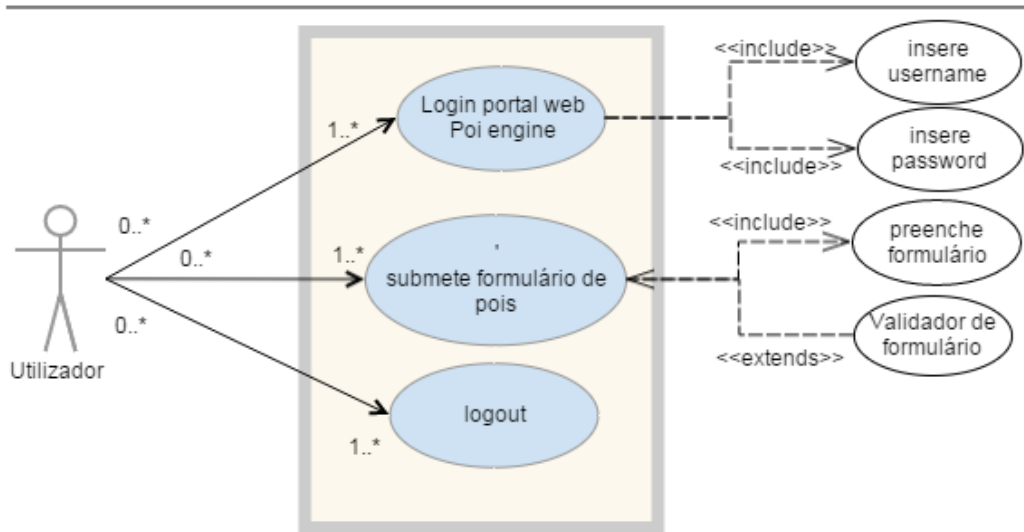 <<include>>
insere
username
Login portal web
Poi engine
1..*
insere
password
<<include>>
0..*
<<include>>
preenche
formulário
0..*
1..*
,
submete formulário de
pois
0..*
Validador de
formulário
<<extends>>
Utilizador
logout
1..*